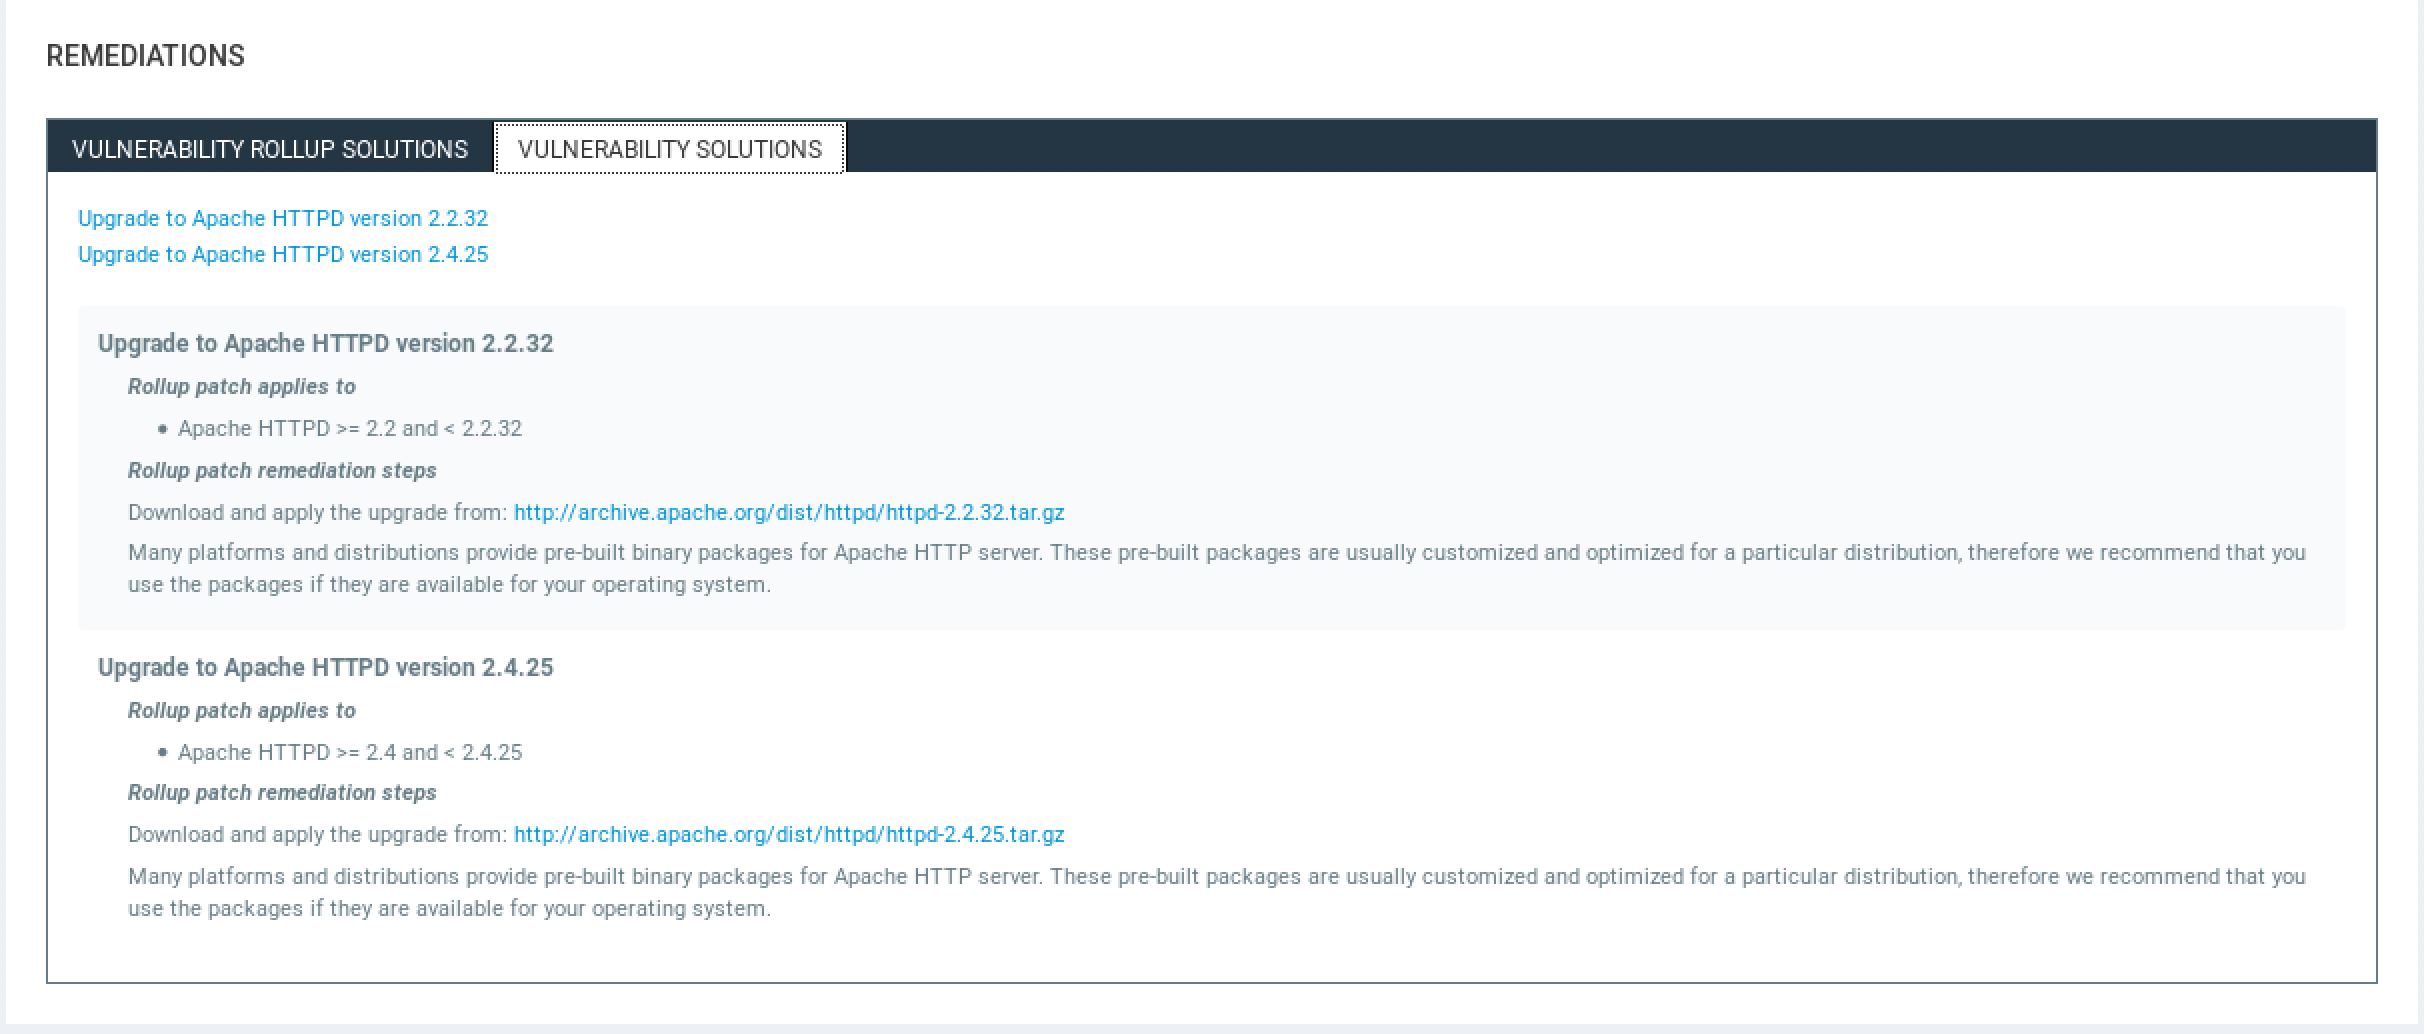 REMEDIATIONS
VULNERABILITY ROLLUP SOLUTIONS
VULNERABILITY SOLUTIONS
Upgrade to Apache HTTPD version 2.2.32
Upgrade to Apache HTTPD version 2.4.25
Upgrade to Apache HTTPD version 2.2.32
Rollup patch applies to
• Apache HTTPD >= 2.2 and < 2.2.32
Rollup patch remediation steps
Download and apply the upgrade from: http://archive.apache.org/dist/httpd/httpd-2.2.32.tar.gz
Many platforms and distributions provide pre-built binary packages for Apache HTTP server. These pre-built packages are usually customized and optimized for a particular distribution, therefore we recommend that you
use the packages if they are available for your operating system.
Upgrade to Apache HTTPD version 2.4.25
Rollup patch applies to
• Apache HTTPD >= 2.4 and < 2.4.25
Rollup patch remediation steps
Download and apply the upgrade from: http://archive.apache.org/dist/httpd/httpd-2.4.25.tar.gz
Many platforms and distributions provide pre-built binary packages for Apache HTTP server. These pre-built packages are usually customized and optimized for a particular distribution, therefore we recommend that you
use the packages if they are available for your operating system.